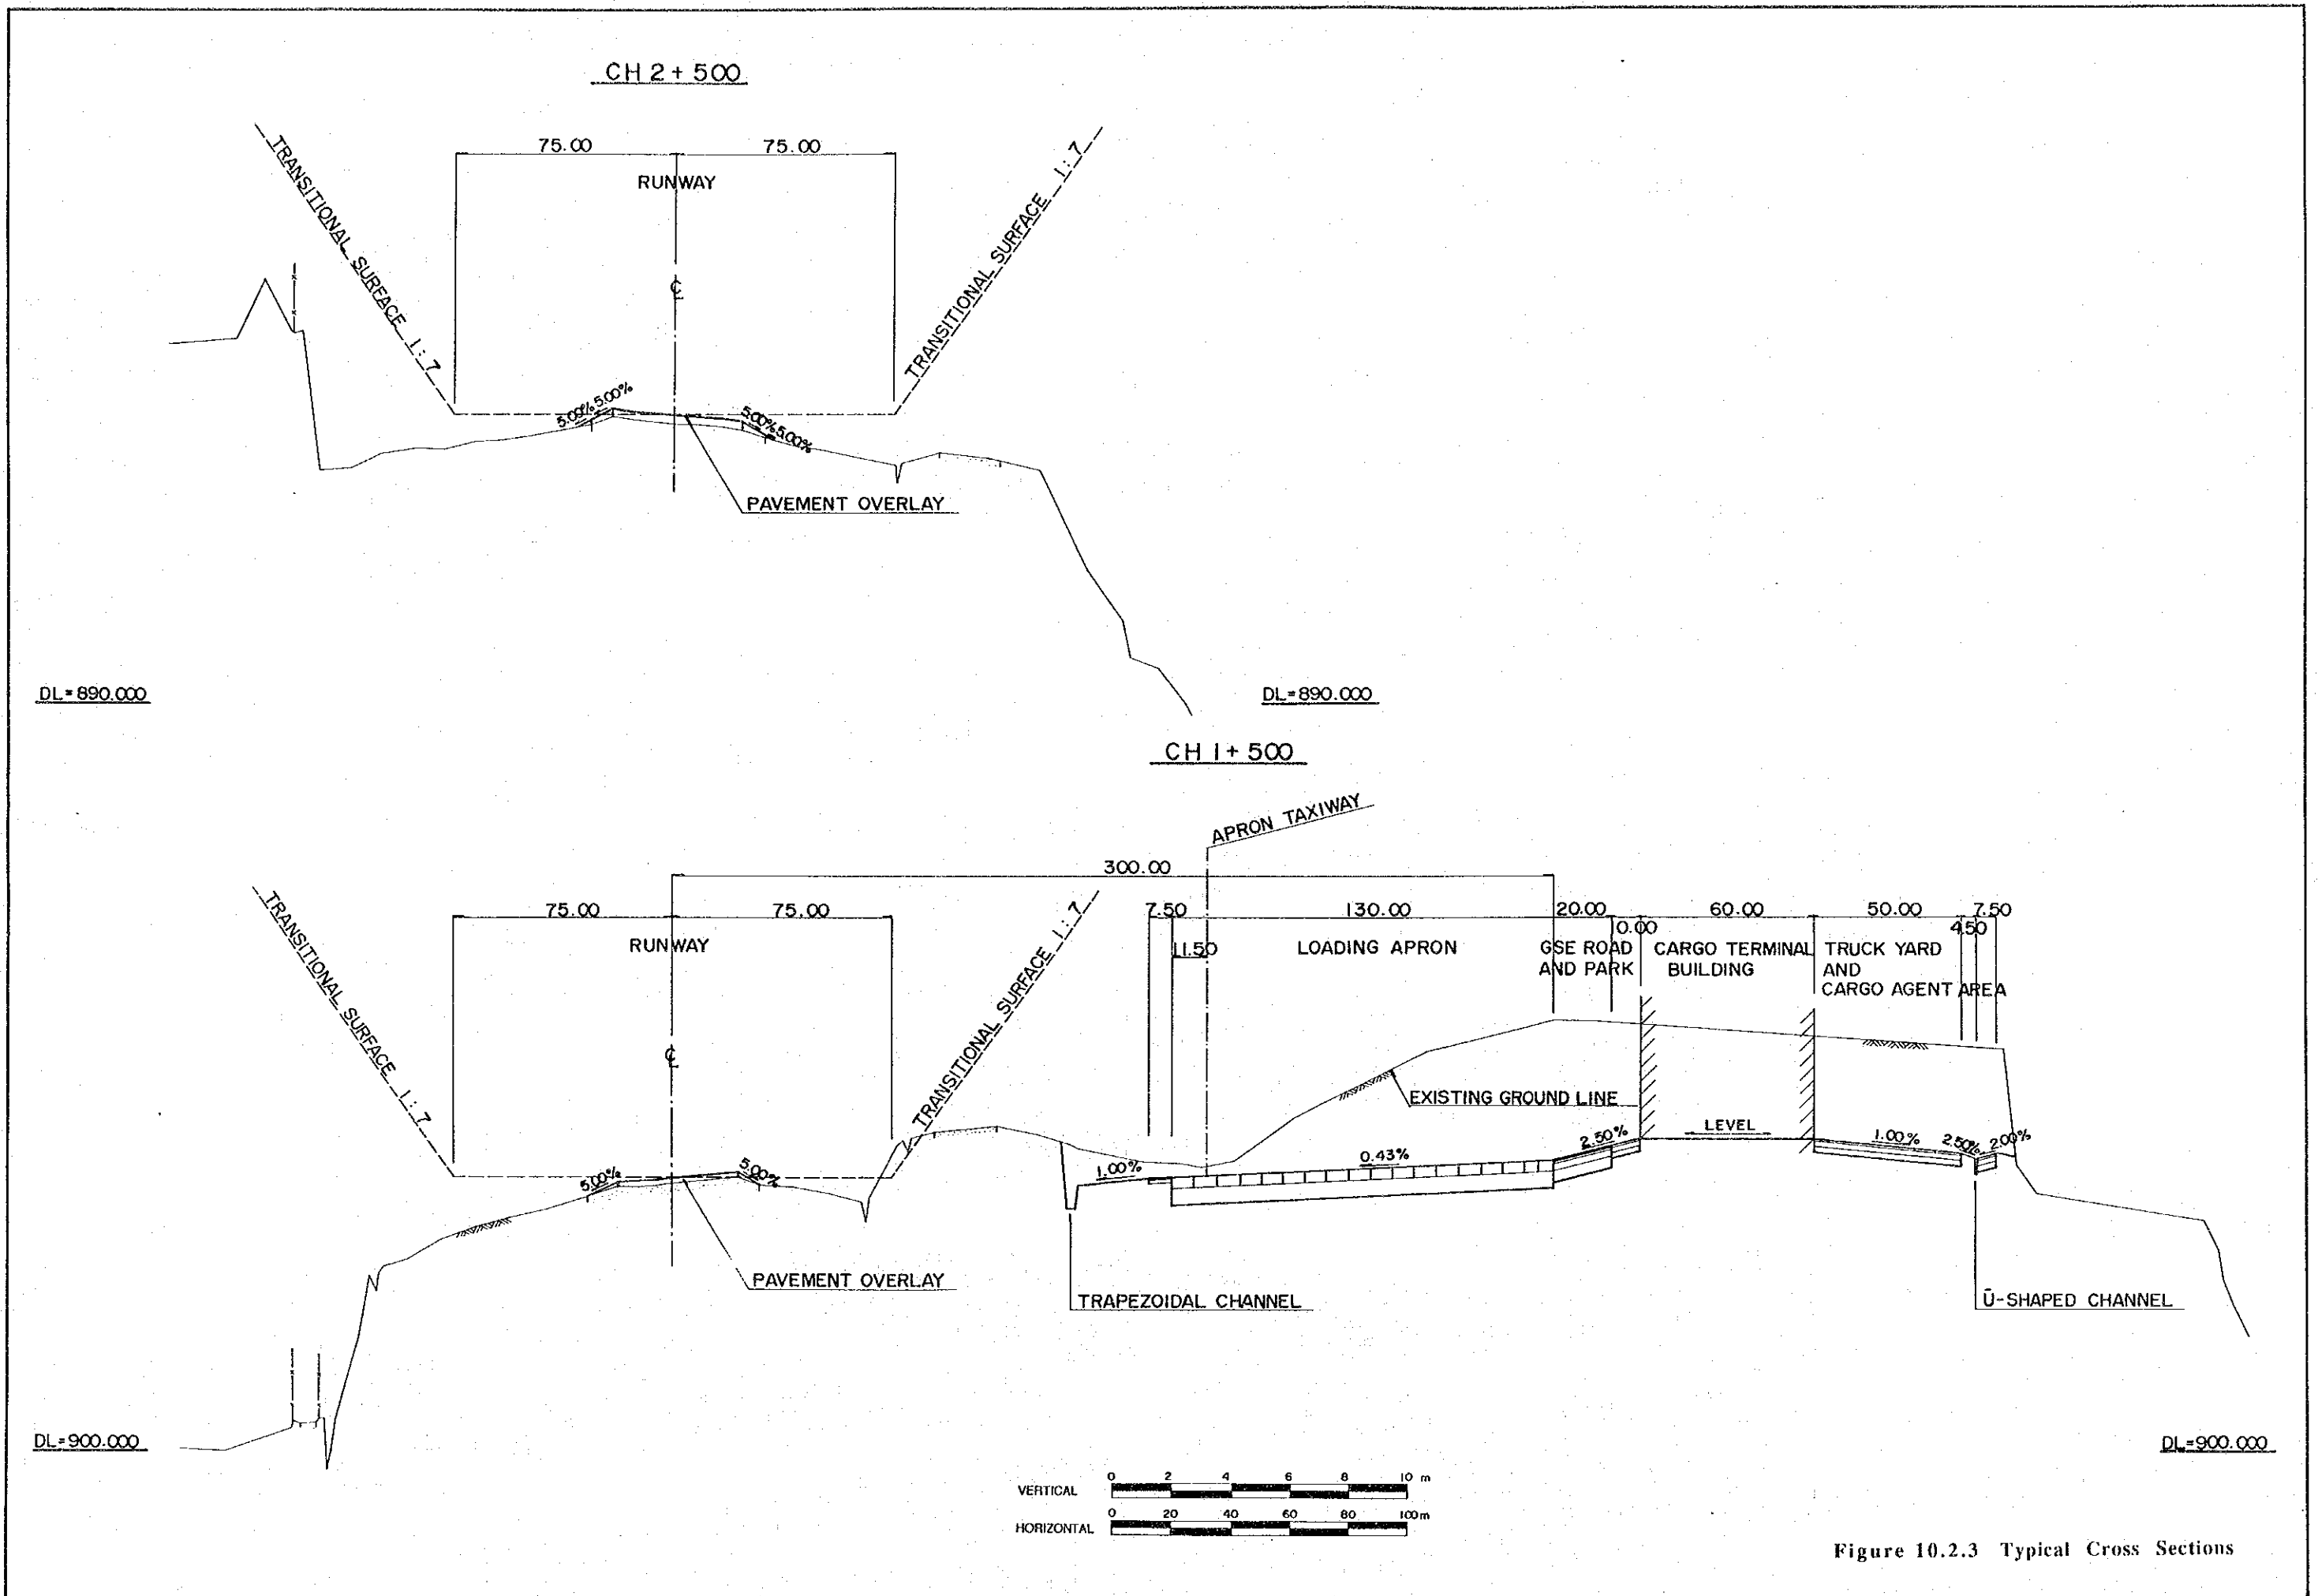 CH 2 + 500
75.00 75.00
RUNWAY
TRANSITIONAL SURFACE 1:7
TRANSITIONAL SURFACE 1:7
℄
5.00% 5.00%
5.00% 5.00%
PAVEMENT OVERLAY
DL=890.000
DL=890.000
CH 1 + 500
APRON TAXIWAY
300.00
75.00 75.00 7.50 130.00 20.00 60.00 50.00 7.50
11.50 0.00 4.50
RUNWAY
LOADING APRON
GSE ROAD
AND PARK
CARGO TERMINAL
BUILDING
TRUCK YARD
AND
CARGO AGENT AREA
TRANSITIONAL SURFACE 1:7
TRANSITIONAL SURFACE 1:7
℄
EXISTING GROUND LINE
LEVEL
5.00% 5.00% 1.00% 0.43% 2.50% 1.00% 2.50% 2.00%
PAVEMENT OVERLAY
TRAPEZOIDAL CHANNEL
U-SHAPED CHANNEL
DL=900.000
DL=900.000
VERTICAL 0 2 4 6 8 10 m
HORIZONTAL 0 20 40 60 80 100m
Figure 10.2.3 Typical Cross Sections